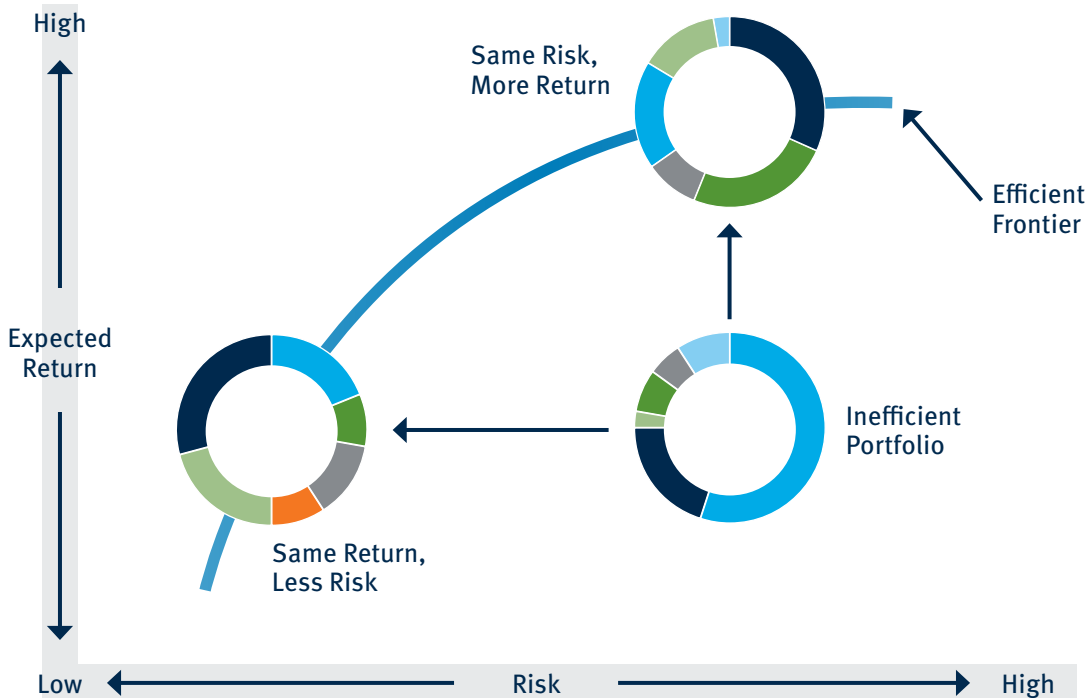 High
Same Risk,
More Return
Efficient
Frontier
Expected
Return
Inefficient
Portfolio
Same Return,
Less Risk
Low
Risk
High